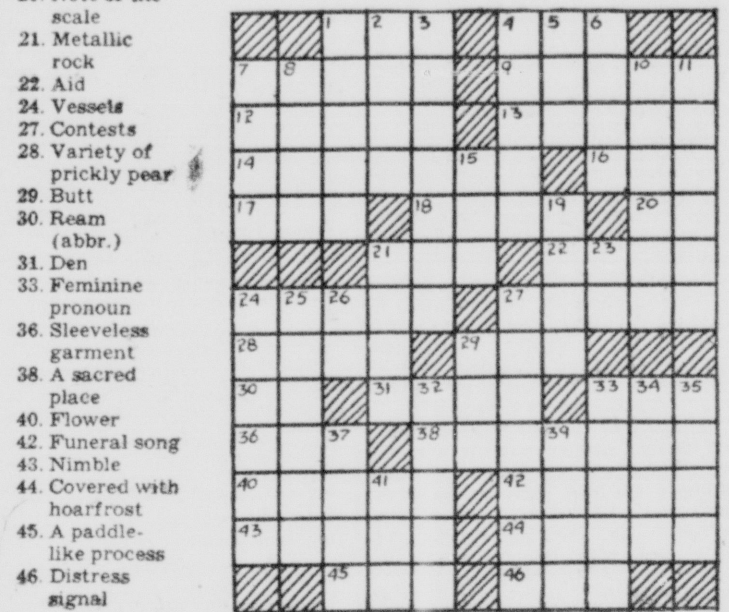 scale
21. Metallic
rock
22. Aid
24. Vessels
27. Contests
28. Variety of
prickly pear
29. Butt
30. Ream
(abbr.)
31. Den
33. Feminine
pronoun
36. Sleeveless
garment
38. A sacred
place
40. Flower
42. Funeral song
43. Nimble
44. Covered with
hoarfrost
45. A paddle-
like process
46. Distress
signal
1 2 3 4 5 6
7 8 9 10 11
12 13
14 15 16
17 18 19 20
21 22 23
24 25 26 27
28 29
30 31 32 33 34 35
36 37 38 39
40 41 42
43 44
45 46